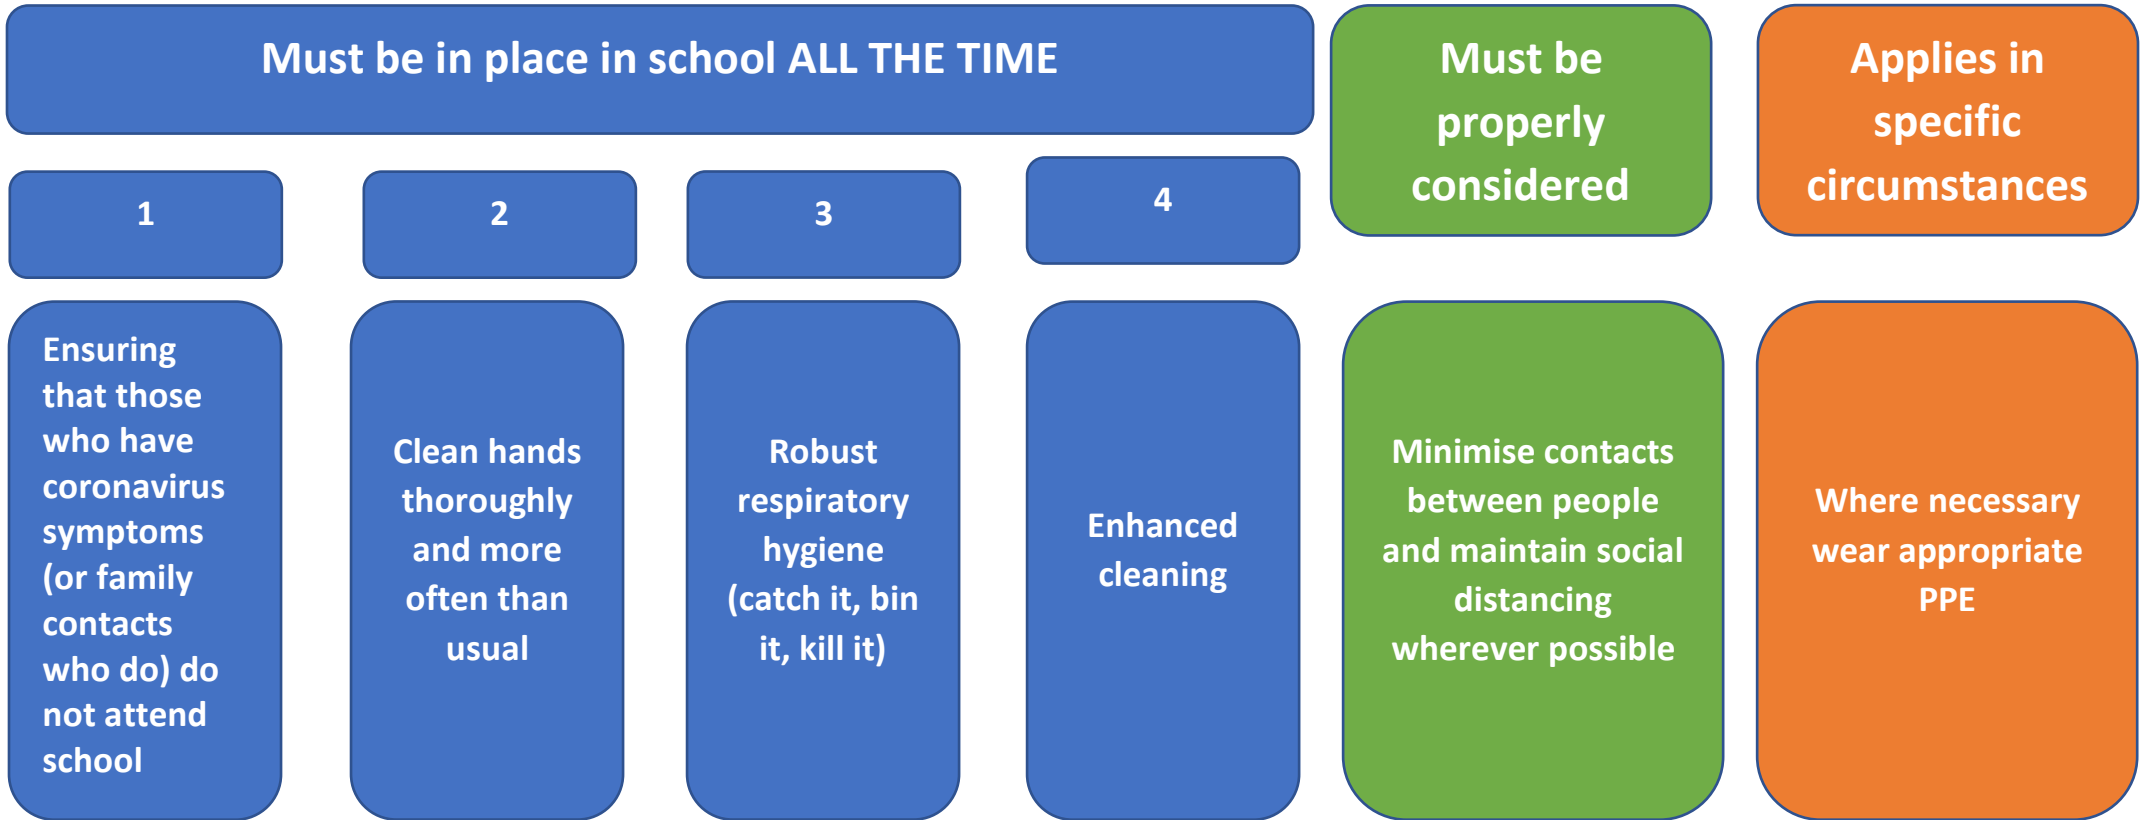 Must be in place in school ALL THE TIME
Must be
properly
considered
Applies in
specific
circumstances
1
2
3
4
Ensuring
that those
who have
coronavirus
symptoms
(or family
contacts
who do) do
not attend
school
Clean hands
thoroughly
and more
often than
usual
Robust
respiratory
hygiene
(catch it, bin
it, kill it)
Enhanced
cleaning
Minimise contacts
between people
and maintain social
distancing
wherever possible
Where necessary
wear appropriate
PPE